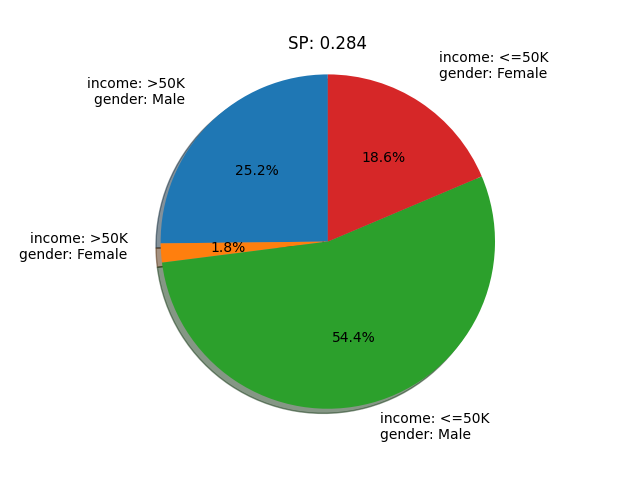 SP: 0.284
income: <=50K
gender: Female
income: >50K
gender: Male
25.2%
18.6%
income: >50K
gender: Female
1.8%
54.4%
income: <=50K
gender: Male